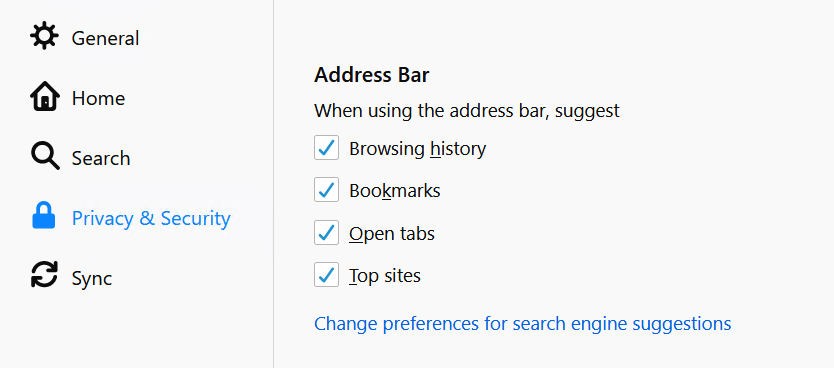 General
Home
Search
Privacy & Security
Sync
Address Bar
When using the address bar, suggest
Browsing history
Bookmarks
Open tabs
Top sites
Change preferences for search engine suggestions